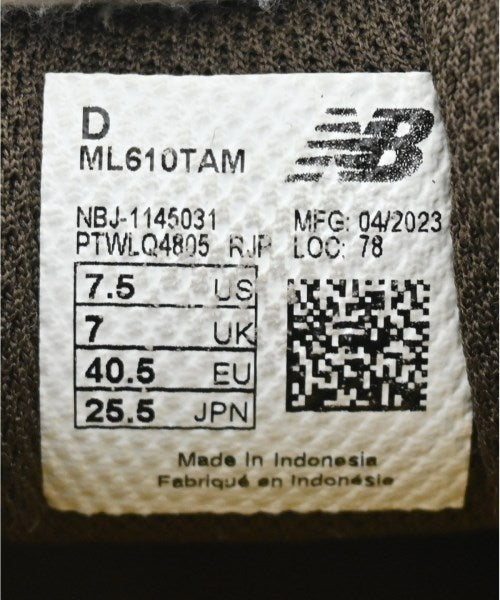 D
ML610TAM
NB
NBJ-1145031
PTWLQ4805 RJP
MFG: 04/2023
LOC: 78
7.5 US
7 UK
40.5 EU
25.5 JPN
Made In Indonesia
Fabriqué en Indonésie